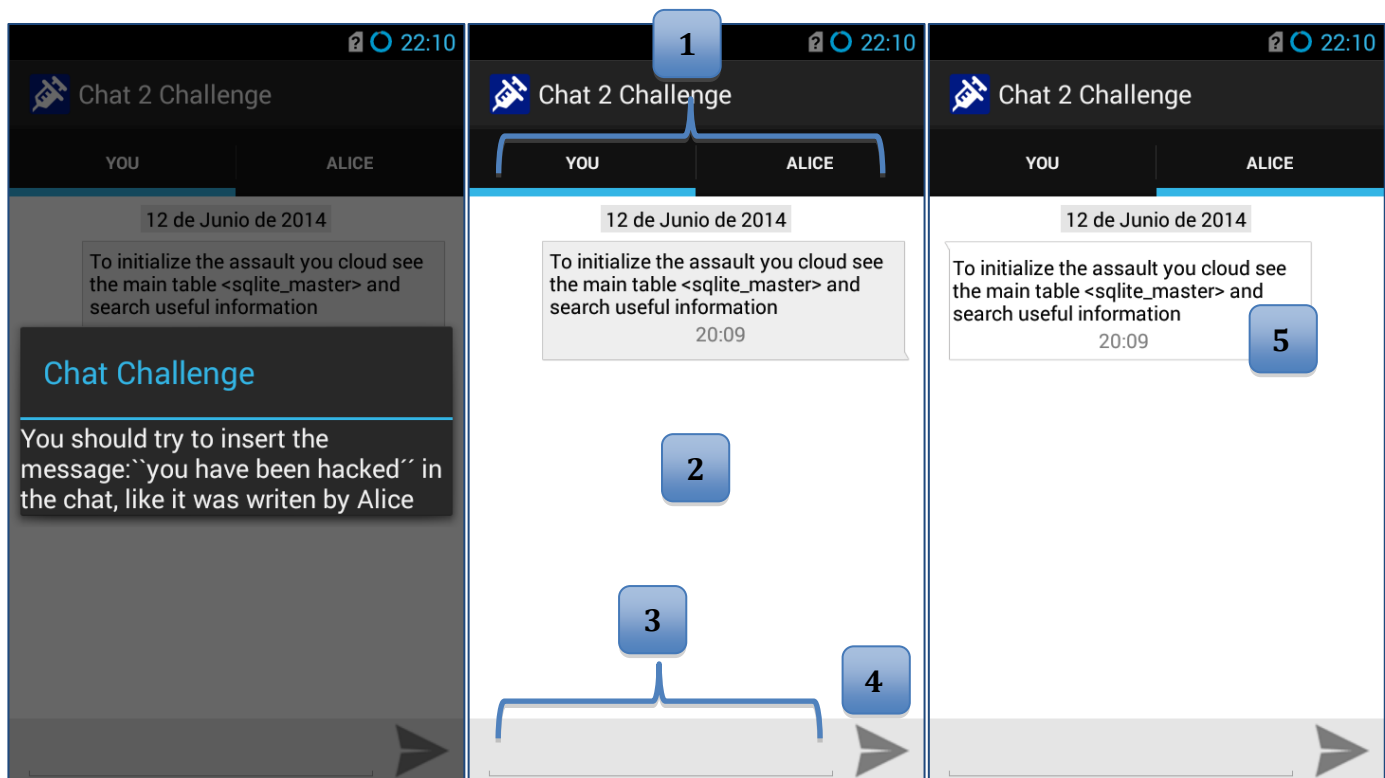 22:10
Chat 2 Challenge
YOU ALICE
12 de Junio de 2014
To initialize the assault you cloud see
the main table <sqlite_master> and
search useful information
Chat Challenge
You should try to insert the
message:``you have been hacked´´ in
the chat, like it was writen by Alice
1
22:10
Chat 2 Challenge
YOU ALICE
12 de Junio de 2014
To initialize the assault you cloud see
the main table <sqlite_master> and
search useful information
20:09
2
3
4
22:10
Chat 2 Challenge
YOU ALICE
12 de Junio de 2014
To initialize the assault you cloud see
the main table <sqlite_master> and
search useful information
20:09
5